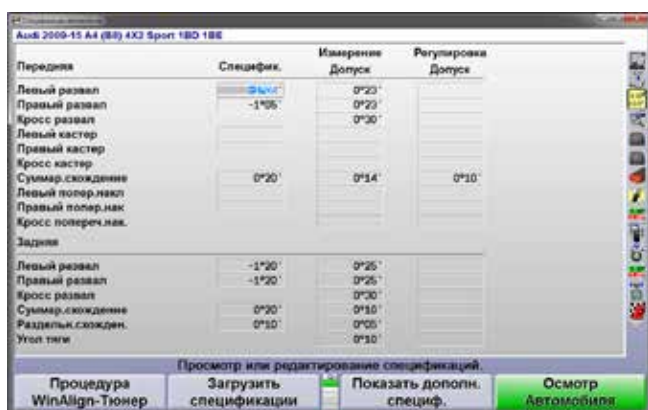 Audi 2009-15 A4 (B8) 4X2 Sport 1BD 1BE
Передняя Специфик. Измерение Допуск Регулировка Допуск
Левый развал 0°23'
Правый развал -1°05' 0°23'
Кросс развал 0°30'
Левый кастер
Правый кастер
Кросс кастер
Суммар.схождение 0°20' 0°14' 0°10'
Левый попер.накл
Правый попер.нак
Кросс попереч.нак.
Задняя
Левый развал -1°20' 0°25'
Правый развал -1°20' 0°25'
Кросс развал 0°30'
Суммар.схождение 0°20' 0°10'
Раздельн.схожден. 0°10' 0°05'
Угол тяги 0°10'
Просмотр или редактирование спецификаций.
Процедура WinAlign-Тюнер
Загрузить спецификации
Показать дополн. специф.
Осмотр Автомобиля